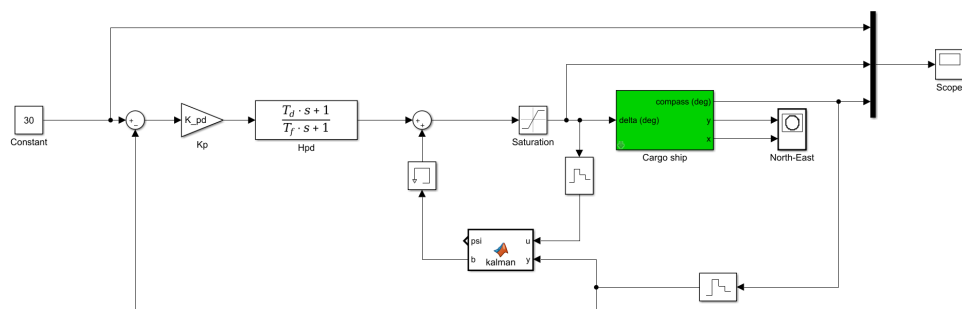 Scope
compass (deg)
30
K_pd
T_d · s + 1
T_f · s + 1
+
−
+
+
delta (deg)
y
x
Constant
Kp
Hpd
Saturation
Cargo ship
North-East
psi
u
b
y
kalman